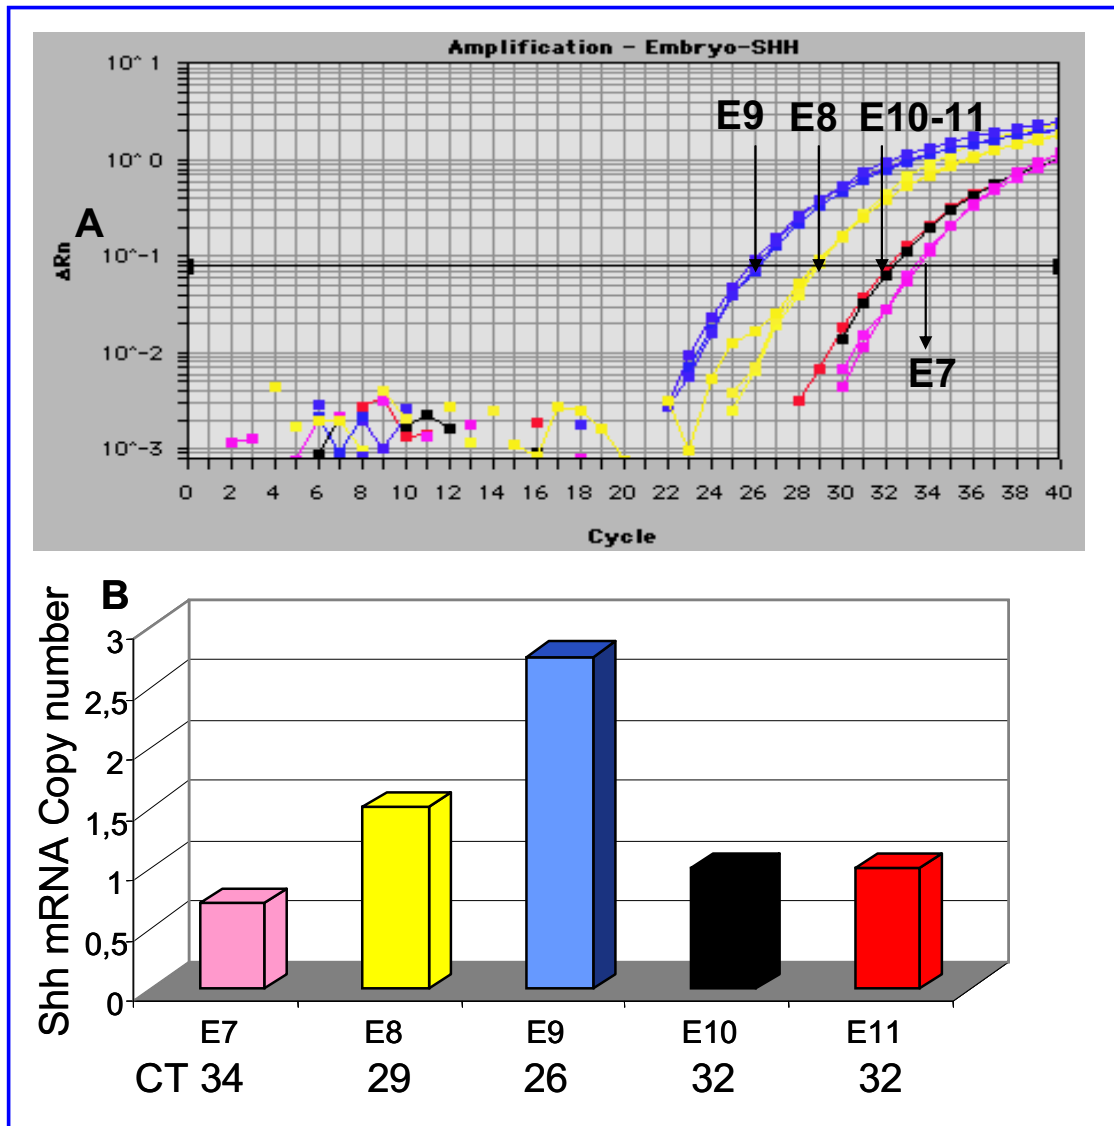 Amplification - Embryo-SHH
A
ΔRn
10^ 1
10^ 0
10^-1
10^-2
10^-3
E9 E8 E10-11
E7
0 2 4 6 8 10 12 14 16 18 20 22 24 26 28 30 32 34 36 38 40
Cycle
B
Shh mRNA Copy number
3
2,5
2
1,5
1
0,5
0
E7 E8 E9 E10 E11
CT 34 29 26 32 32